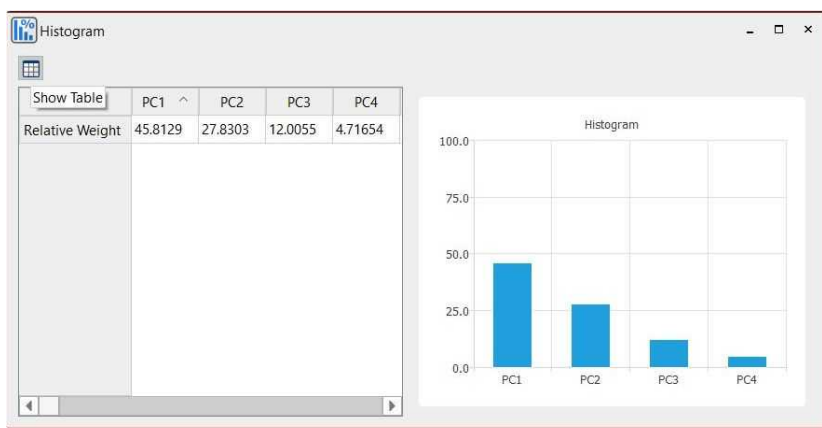 Histogram
Show Table
PC1 PC2 PC3 PC4
Relative Weight 45.8129 27.8303 12.0055 4.71654
Histogram
100.0
75.0
50.0
25.0
0.0
PC1 PC2 PC3 PC4